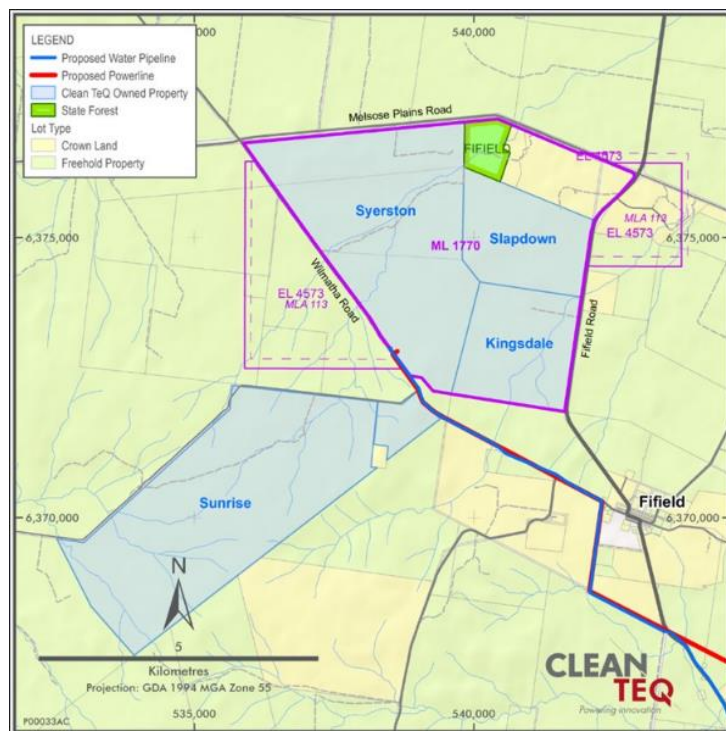 535,000
540,000
LEGEND
Proposed Water Pipeline
Proposed Powerline
Clean TeQ Owned Property
State Forest
Lot Type
Crown Land
Freehold Property
Melrose Plains Road
FIFIELD
EL 4573
Syerston
MLA 113
6,375,000
Slapdown
EL 4573
6,375,000
ML 1770
Wilmatha Road
EL 4573
MLA 113
Fifield Road
Kingsdale
Sunrise
Fifield
6,370,000
6,370,000
N
5
Kilometres
Projection: GDA 1994 MGA Zone 55
CLEAN
TEQ
Powering innovation
P00033AC
535,000
540,000